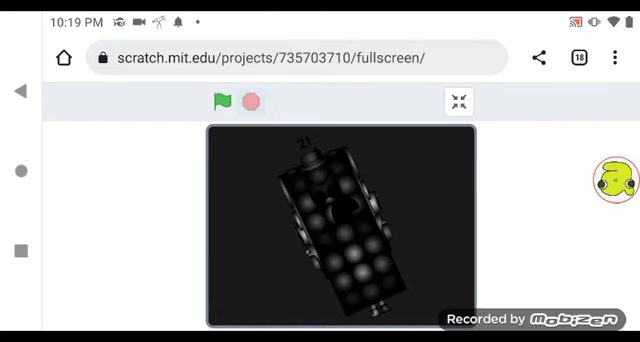 10:19 PM
scratch.mit.edu/projects/735703710/fullscreen/
18
21
Recorded by MOBIZEN